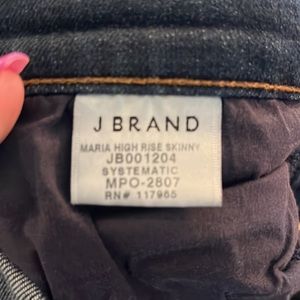 J BRAND
MARIA HIGH RISE SKINNY
JB001204
SYSTEMATIC
MPO-2807
RN# 117965